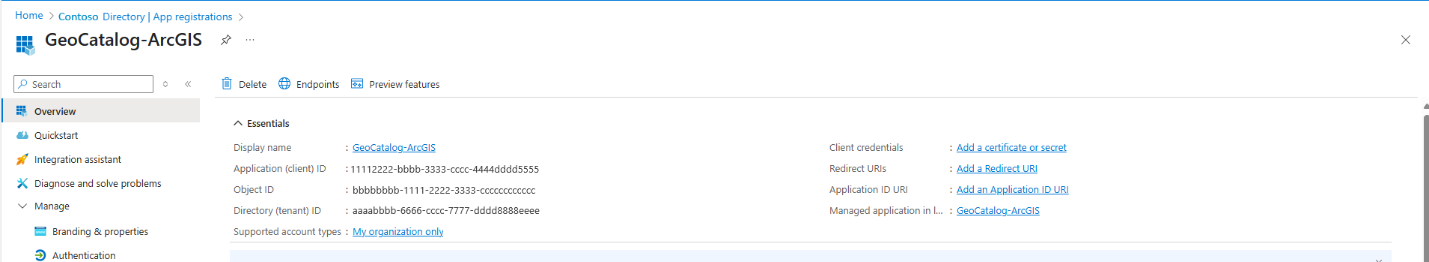 Home > Contoso Directory | App registrations >
GeoCatalog-ArcGIS ...
Search
Delete Endpoints Preview features
Overview
Quickstart
Integration assistant
Diagnose and solve problems
Manage
Branding & properties
Authentication
Essentials
Display name : GeoCatalog-ArcGIS
Application (client) ID : 11112222-bbbb-3333-cccc-4444dddd5555
Object ID : bbbbbbbb-1111-2222-3333-cccccccccccc
Directory (tenant) ID : aaaabbbb-6666-cccc-7777-dddd8888eeee
Supported account types : My organization only
Client credentials : Add a certificate or secret
Redirect URIs : Add a Redirect URI
Application ID URI : Add an Application ID URI
Managed application in l... : GeoCatalog-ArcGIS